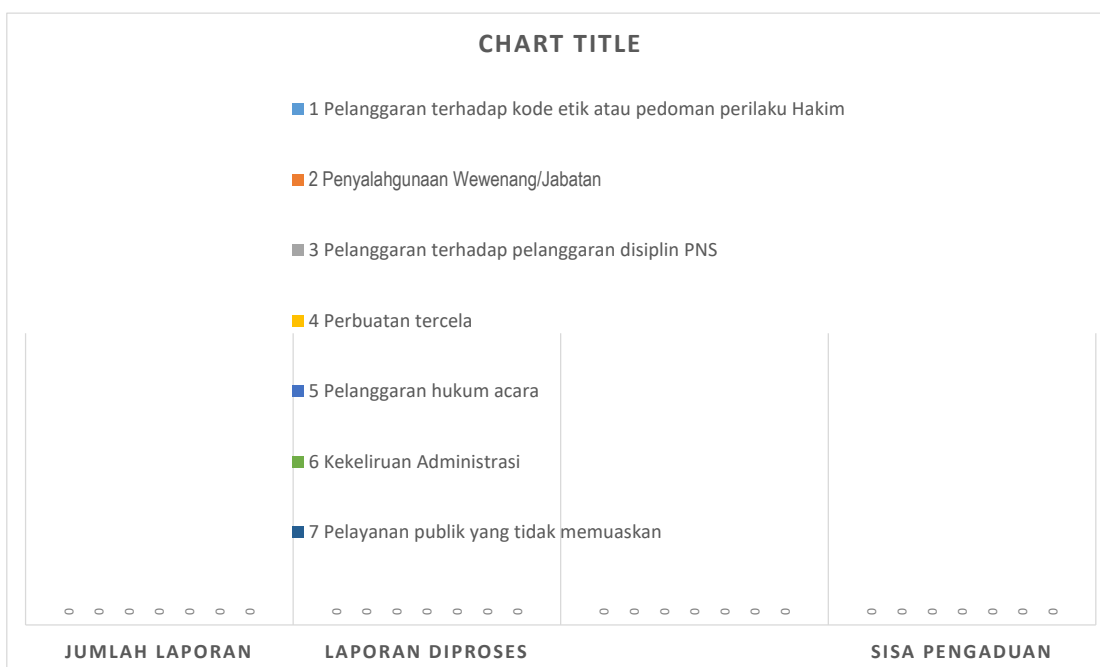 CHART TITLE
1 Pelanggaran terhadap kode etik atau pedoman perilaku Hakim
2 Penyalahgunaan Wewenang/Jabatan
3 Pelanggaran terhadap pelanggaran disiplin PNS
4 Perbuatan tercela
5 Pelanggaran hukum acara
6 Kekeliruan Administrasi
7 Pelayanan publik yang tidak memuaskan
0 0 0 0 0 0 0 0 0 0 0 0 0 0 0 0 0 0 0 0 0 0 0 0 0 0 0 0
JUMLAH LAPORAN LAPORAN DIPROSES SISA PENGADUAN